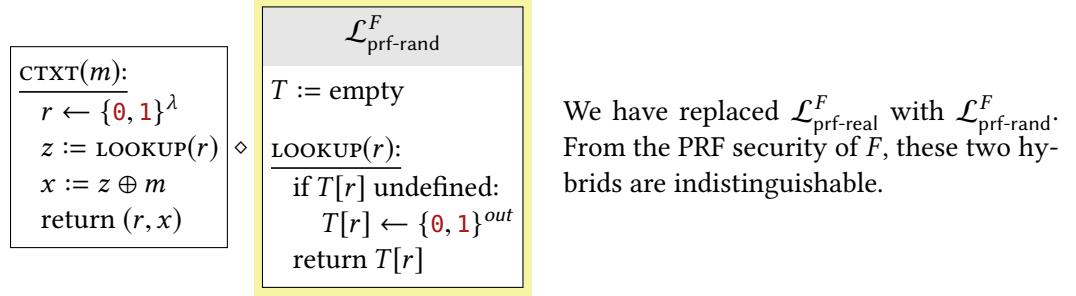 CTXT(m):
r ← {0, 1}^λ
z := LOOKUP(r)
x := z ⊕ m
return (r, x)
⋄
ℒ^F_prf-rand
T := empty
LOOKUP(r):
if T[r] undefined:
T[r] ← {0, 1}^out
return T[r]
We have replaced ℒ^F_prf-real with ℒ^F_prf-rand.
From the PRF security of F, these two hy-
brids are indistinguishable.